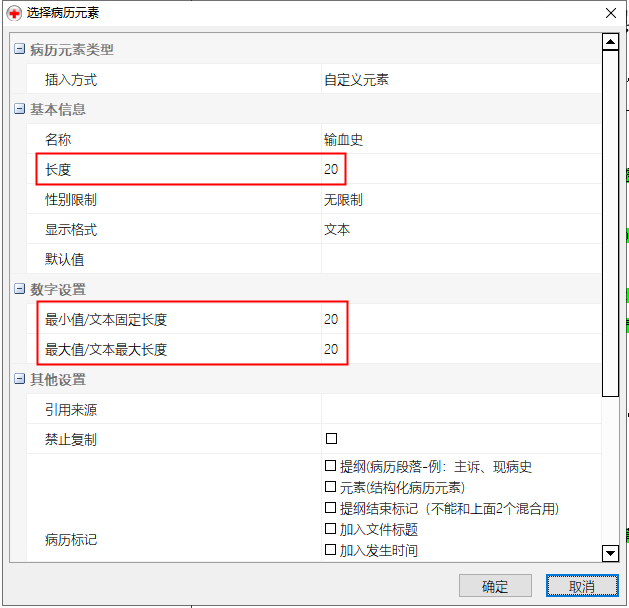 选择病历元素
病历元素类型
插入方式 自定义元素
基本信息
名称 输血史
长度 20
性别限制 无限制
显示格式 文本
默认值
数字设置
最小值/文本固定长度 20
最大值/文本最大长度 20
其他设置
引用来源
禁止复制
提纲(病历段落-例：主诉、现病史
元素(结构化病历元素)
提纲结束标记（不能和上面2个混合用)
病历标记
加入文件标题
加入发生时间
确定 取消